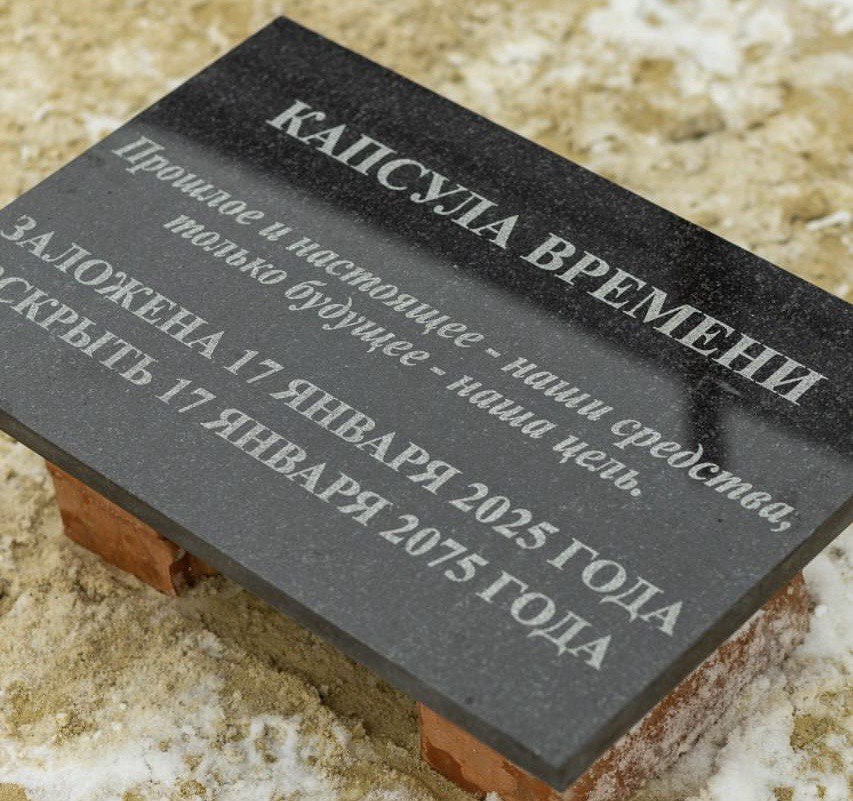 КАПСУЛА ВРЕМЕНИ
Прошлое и настоящее - наши средства,
только будущее - наша цель.
ЗАЛОЖЕНА 17 ЯНВАРЯ 2025 ГОДА
ВСКРЫТЬ 17 ЯНВАРЯ 2075 ГОДА